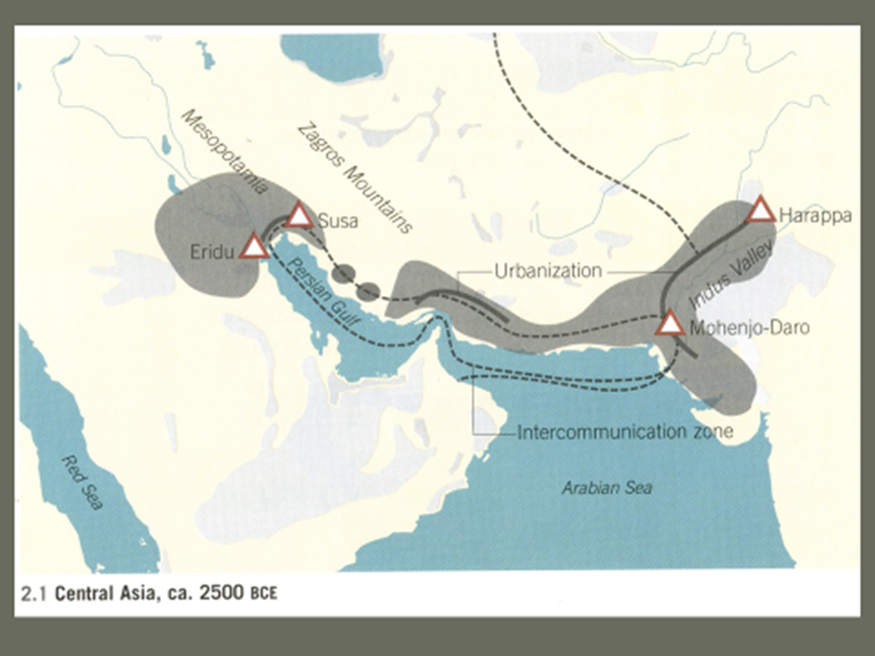 Mesopotamia
Zagros Mountains
Susa
Harappa
Eridu
Persian Gulf
Urbanization
Indus Valley
Mohenjo-Daro
Intercommunication zone
Red Sea
Arabian Sea
2.1 Central Asia, ca. 2500 BCE